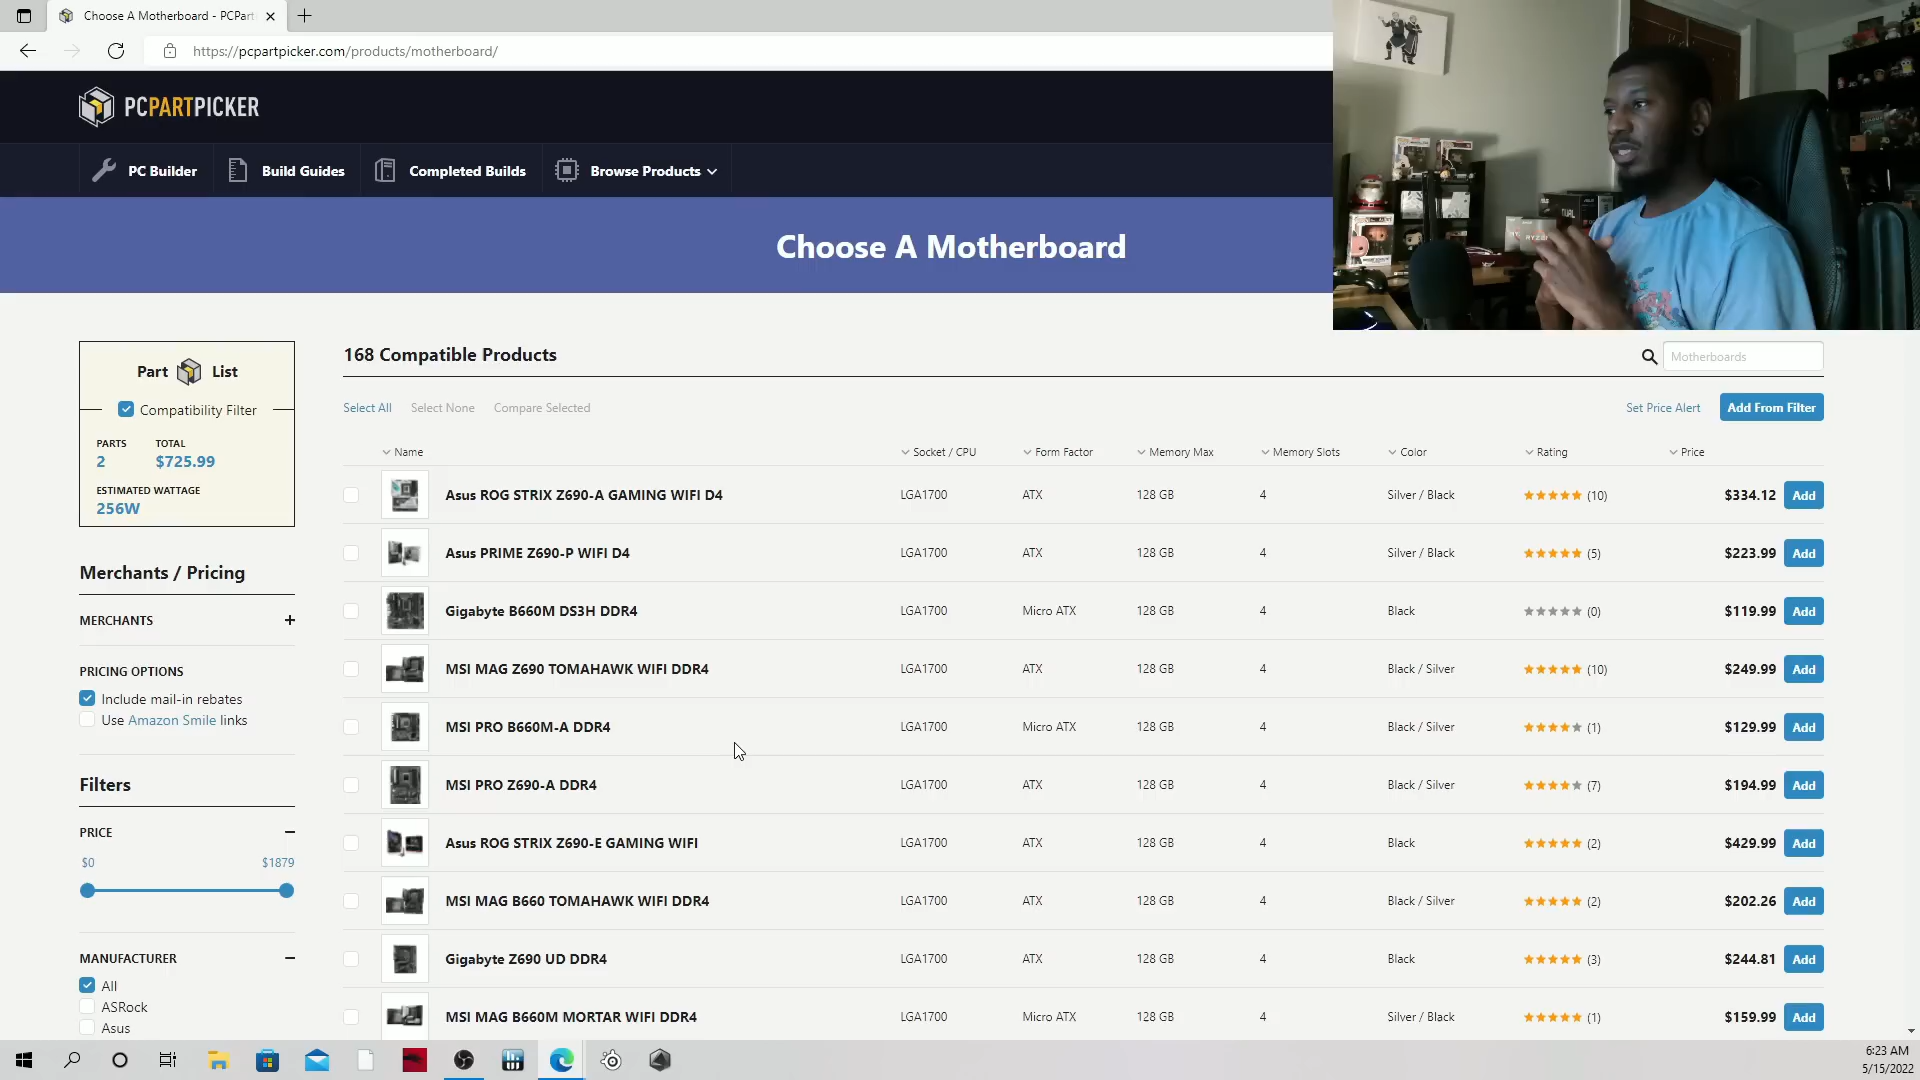 Choose A Motherboard - PCPart
https://pcpartpicker.com/products/motherboard/
PCPARTPICKER
PC Builder
Build Guides
Completed Builds
Browse Products
Choose A Motherboard
Part List
Compatibility Filter
PARTS TOTAL
2 $725.99
ESTIMATED WATTAGE
256W
Merchants / Pricing
MERCHANTS +
PRICING OPTIONS
Include mail-in rebates
Use Amazon Smile links
Filters
PRICE
$0 $1879
MANUFACTURER
All
ASRock
Asus
168 Compatible Products
Motherboards
Select All Select None Compare Selected Set Price Alert Add From Filter
Name Socket / CPU Form Factor Memory Max Memory Slots Color Rating Price
Asus ROG STRIX Z690-A GAMING WIFI D4 LGA1700 ATX 128 GB 4 Silver / Black (10) $334.12 Add
Asus PRIME Z690-P WIFI D4 LGA1700 ATX 128 GB 4 Silver / Black (5) $223.99 Add
Gigabyte B660M DS3H DDR4 LGA1700 Micro ATX 128 GB 4 Black (0) $119.99 Add
MSI MAG Z690 TOMAHAWK WIFI DDR4 LGA1700 ATX 128 GB 4 Black / Silver (10) $249.99 Add
MSI PRO B660M-A DDR4 LGA1700 Micro ATX 128 GB 4 Black / Silver (1) $129.99 Add
MSI PRO Z690-A DDR4 LGA1700 ATX 128 GB 4 Black / Silver (7) $194.99 Add
Asus ROG STRIX Z690-E GAMING WIFI LGA1700 ATX 128 GB 4 Black (2) $429.99 Add
MSI MAG B660 TOMAHAWK WIFI DDR4 LGA1700 ATX 128 GB 4 Black / Silver (2) $202.26 Add
Gigabyte Z690 UD DDR4 LGA1700 ATX 128 GB 4 Black (3) $244.81 Add
MSI MAG B660M MORTAR WIFI DDR4 LGA1700 Micro ATX 128 GB 4 Silver / Black (1) $159.99 Add
6:23 AM
5/15/2022